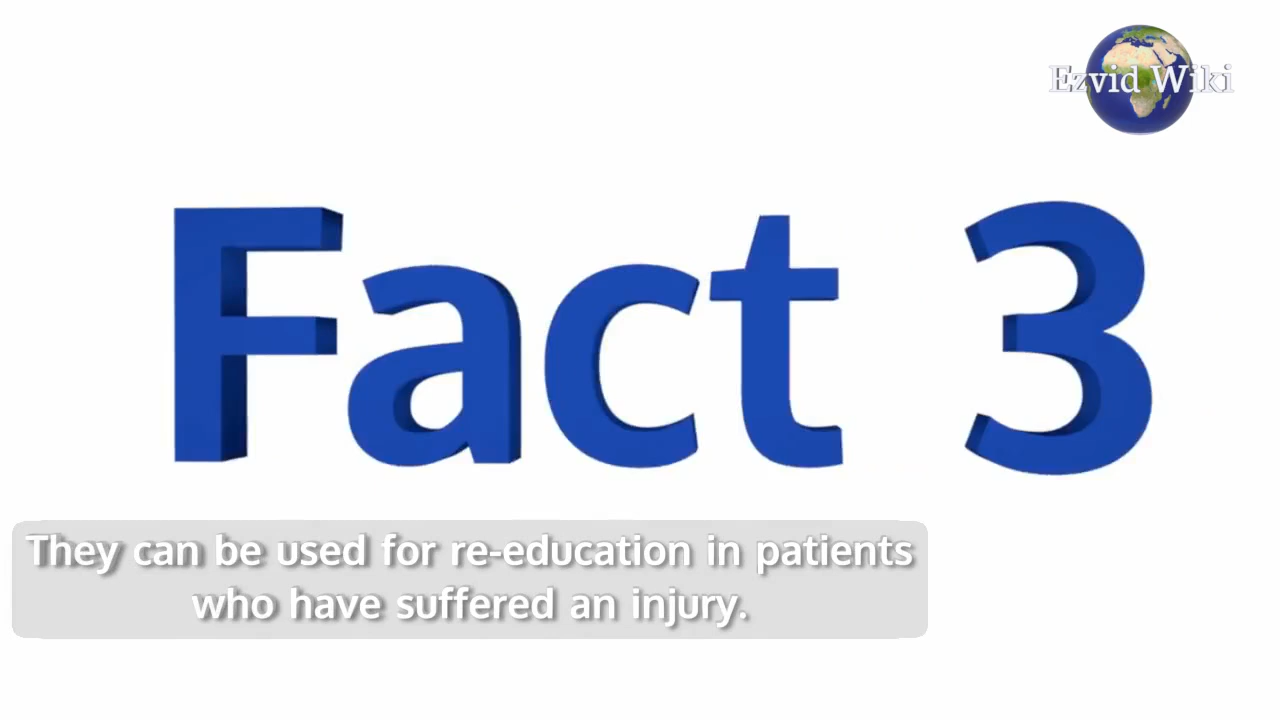 Ezvid Wiki
Fact 3
They can be used for re-education in patients
who have suffered an injury.